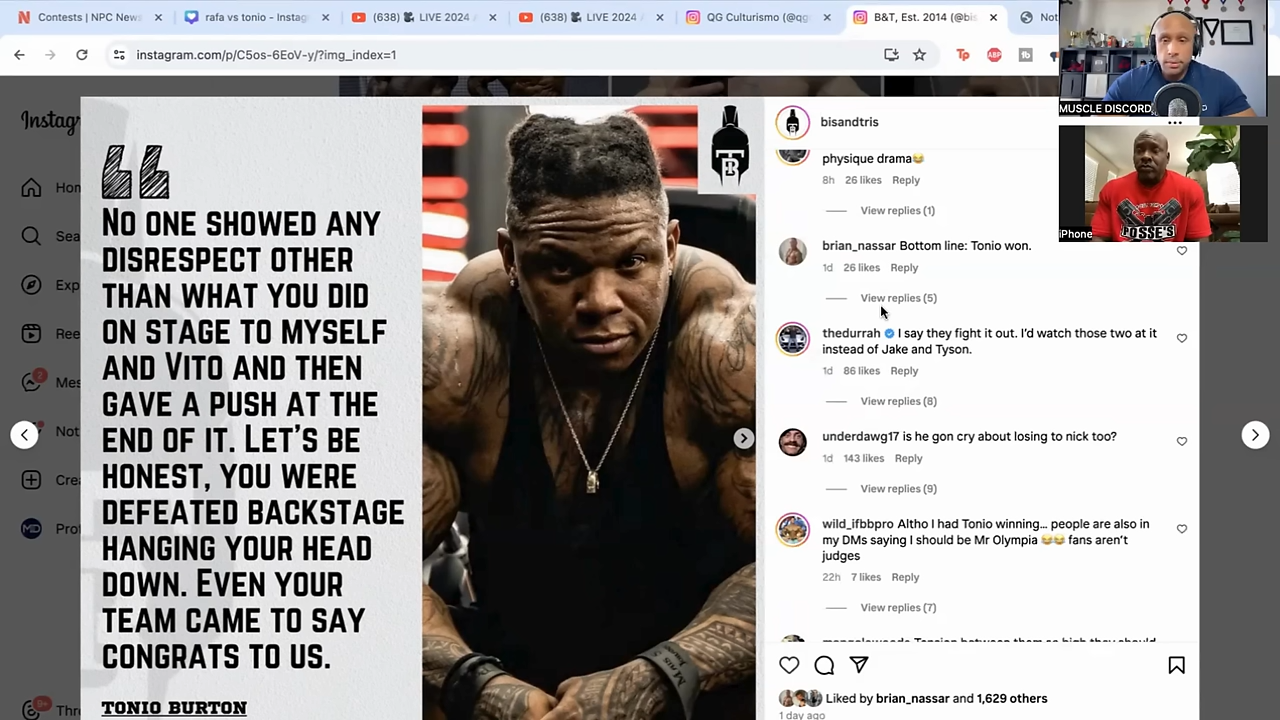 Contests | NPC News
rafa vs tonio - Instag
(638) 🎥 LIVE 2024
(638) 🎥 LIVE 2024
QG Culturismo (@qg
B&T, Est. 2014 (@bis
Not
instagram.com/p/C5os-6EoV-y/?img_index=1
Tp
ABP
tb
MUSCLE DISCORD
iPhone
Instag
Hom
Sea
Exp
Ree
Mes
Not
Crea
Prof
Thre
9+
NO ONE SHOWED ANY
DISRESPECT OTHER
THAN WHAT YOU DID
ON STAGE TO MYSELF
AND VITO AND THEN
GAVE A PUSH AT THE
END OF IT. LET'S BE
HONEST, YOU WERE
DEFEATED BACKSTAGE
HANGING YOUR HEAD
DOWN. EVEN YOUR
TEAM CAME TO SAY
CONGRATS TO US.
TONIO BURTON
bisandtris
physique drama😂
8h 26 likes Reply
View replies (1)
brian_nassar Bottom line: Tonio won.
1d 26 likes Reply
View replies (5)
thedurrah I say they fight it out. I'd watch those two at it
instead of Jake and Tyson.
1d 86 likes Reply
View replies (8)
underdawg17 is he gon cry about losing to nick too?
1d 143 likes Reply
View replies (9)
wild_ifbbpro Altho I had Tonio winning... people are also in
my DMs saying I should be Mr Olympia 😂😂 fans aren't
judges
22h 7 likes Reply
View replies (7)
Liked by brian_nassar and 1,629 others
1 day ago